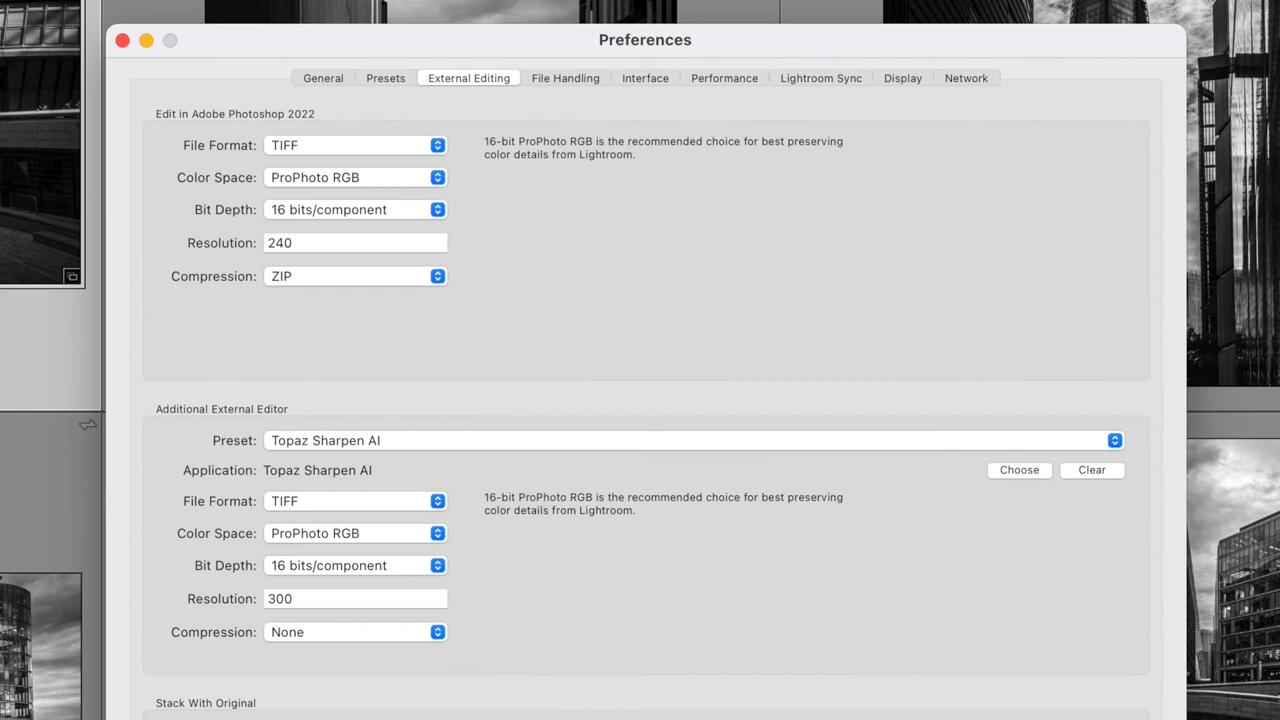 Preferences
General Presets External Editing File Handling Interface Performance Lightroom Sync Display Network
Edit in Adobe Photoshop 2022
File Format: TIFF
16-bit ProPhoto RGB is the recommended choice for best preserving
color details from Lightroom.
Color Space: ProPhoto RGB
Bit Depth: 16 bits/component
Resolution: 240
Compression: ZIP
Additional External Editor
Preset: Topaz Sharpen AI
Application: Topaz Sharpen AI Choose Clear
File Format: TIFF
16-bit ProPhoto RGB is the recommended choice for best preserving
color details from Lightroom.
Color Space: ProPhoto RGB
Bit Depth: 16 bits/component
Resolution: 300
Compression: None
Stack With Original